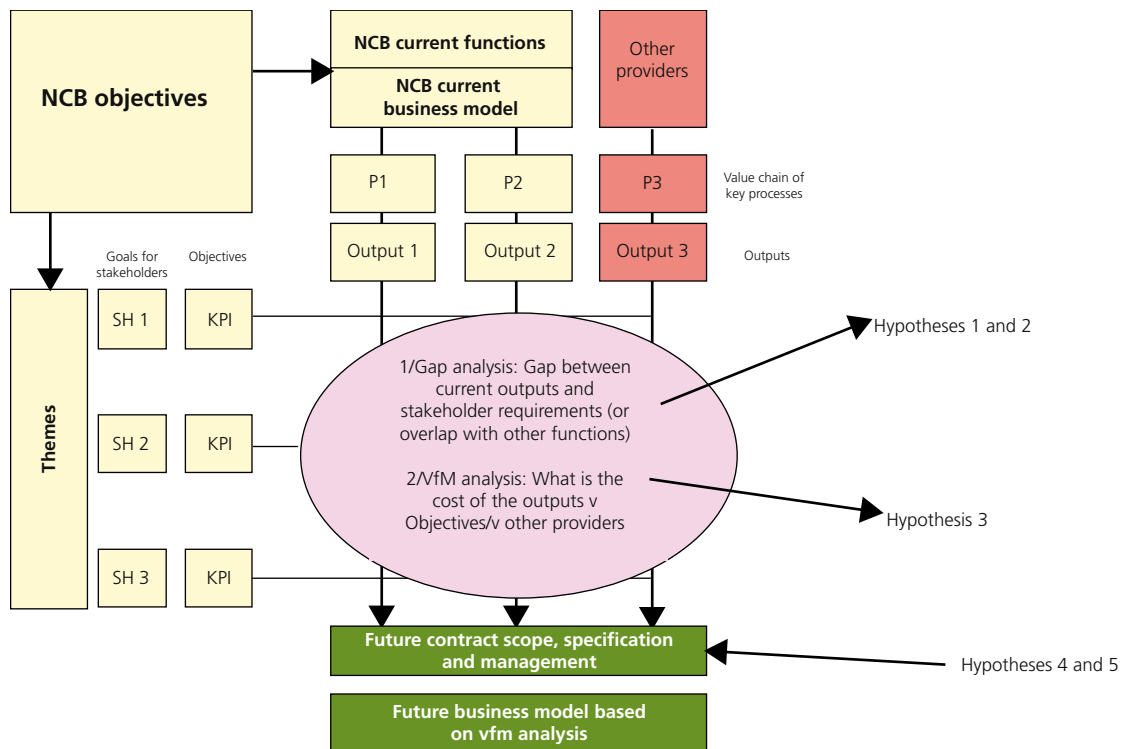 NCB objectives
NCB current functions
NCB current
business model
Other
providers
P1
P2
P3
Value chain of
key processes
Output 1
Output 2
Output 3
Outputs
Goals for
stakeholders
Objectives
Themes
SH 1
KPI
SH 2
KPI
SH 3
KPI
1/Gap analysis: Gap between
current outputs and
stakeholder requirements (or
overlap with other functions)
2/VfM analysis: What is the
cost of the outputs v
Objectives/v other providers
Hypotheses 1 and 2
Hypothesis 3
Future contract scope, specification
and management
Hypotheses 4 and 5
Future business model based
on vfm analysis